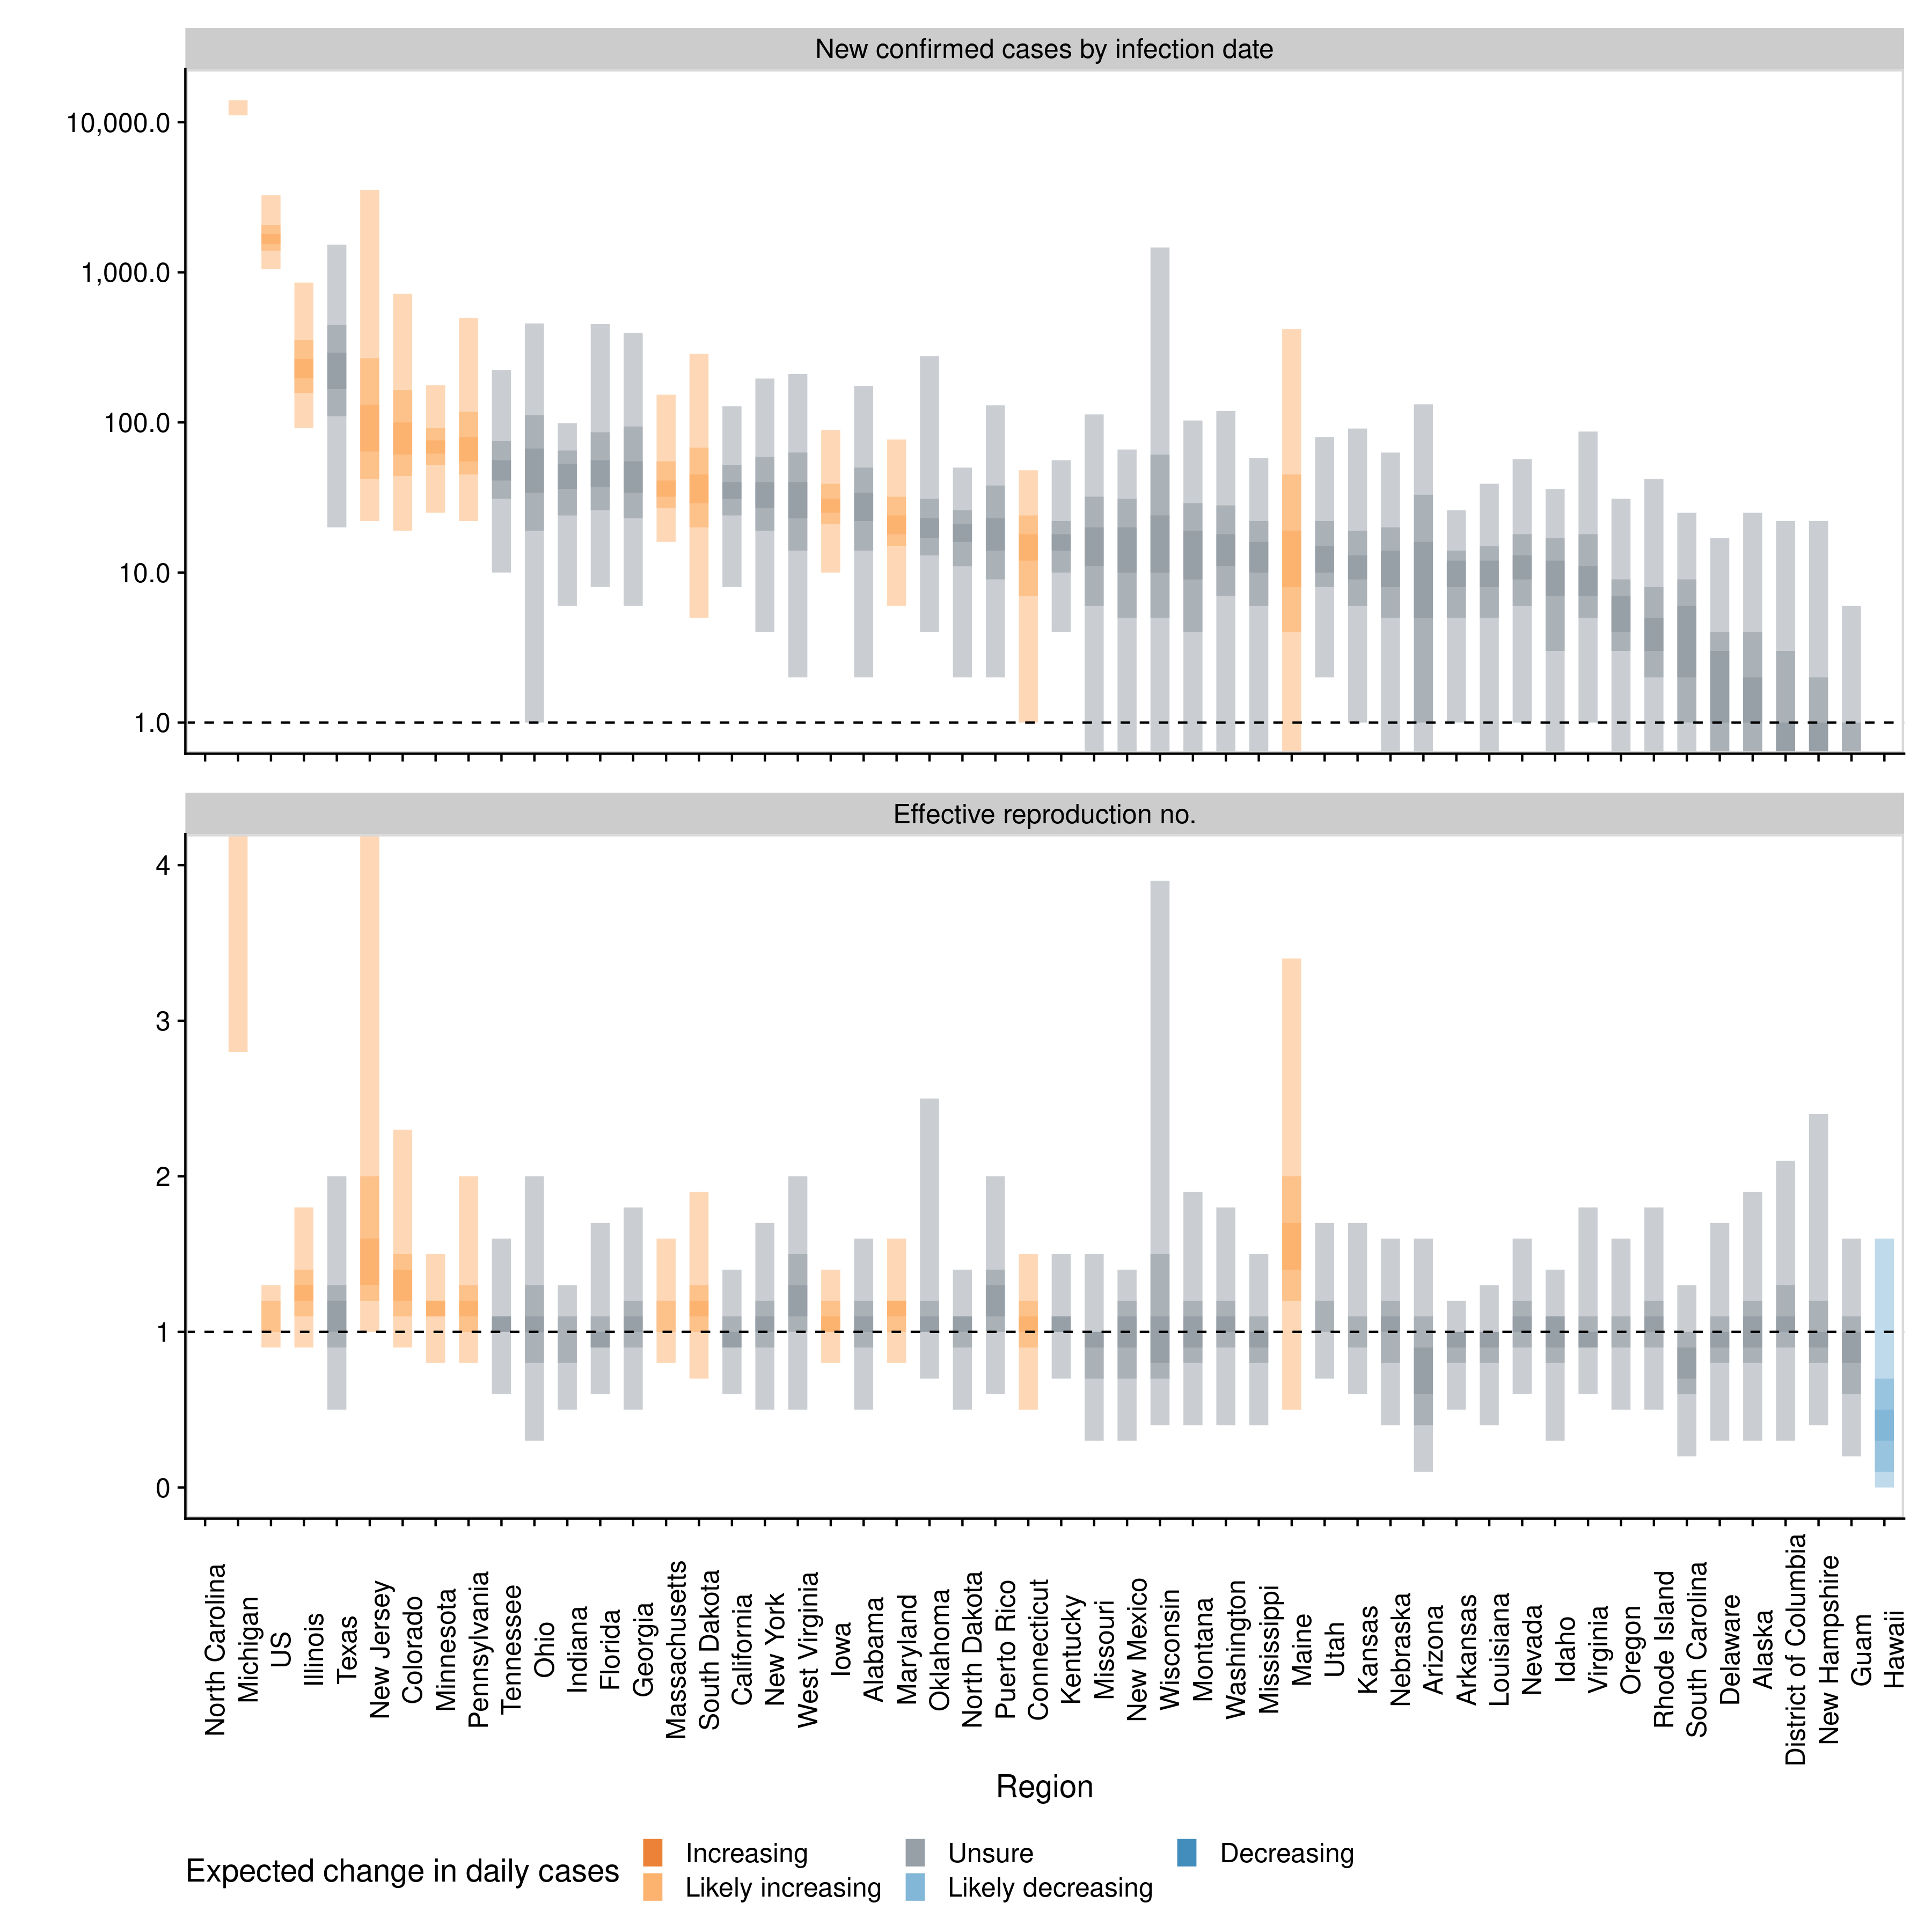 New confirmed cases by infection date
10,000.0
1,000.0
100.0
10.0
1.0
Effective reproduction no.
4
3
2
1
0
North Carolina
Michigan
US
Illinois
Texas
New Jersey
Colorado
Minnesota
Pennsylvania
Tennessee
Ohio
Indiana
Florida
Georgia
Massachusetts
South Dakota
California
New York
West Virginia
Iowa
Alabama
Maryland
Oklahoma
North Dakota
Puerto Rico
Connecticut
Kentucky
Missouri
New Mexico
Wisconsin
Montana
Washington
Mississippi
Maine
Utah
Kansas
Nebraska
Arizona
Arkansas
Louisiana
Nevada
Idaho
Virginia
Oregon
Rhode Island
South Carolina
Delaware
Alaska
District of Columbia
New Hampshire
Guam
Hawaii
Region
Expected change in daily cases
Increasing
Likely increasing
Unsure
Likely decreasing
Decreasing